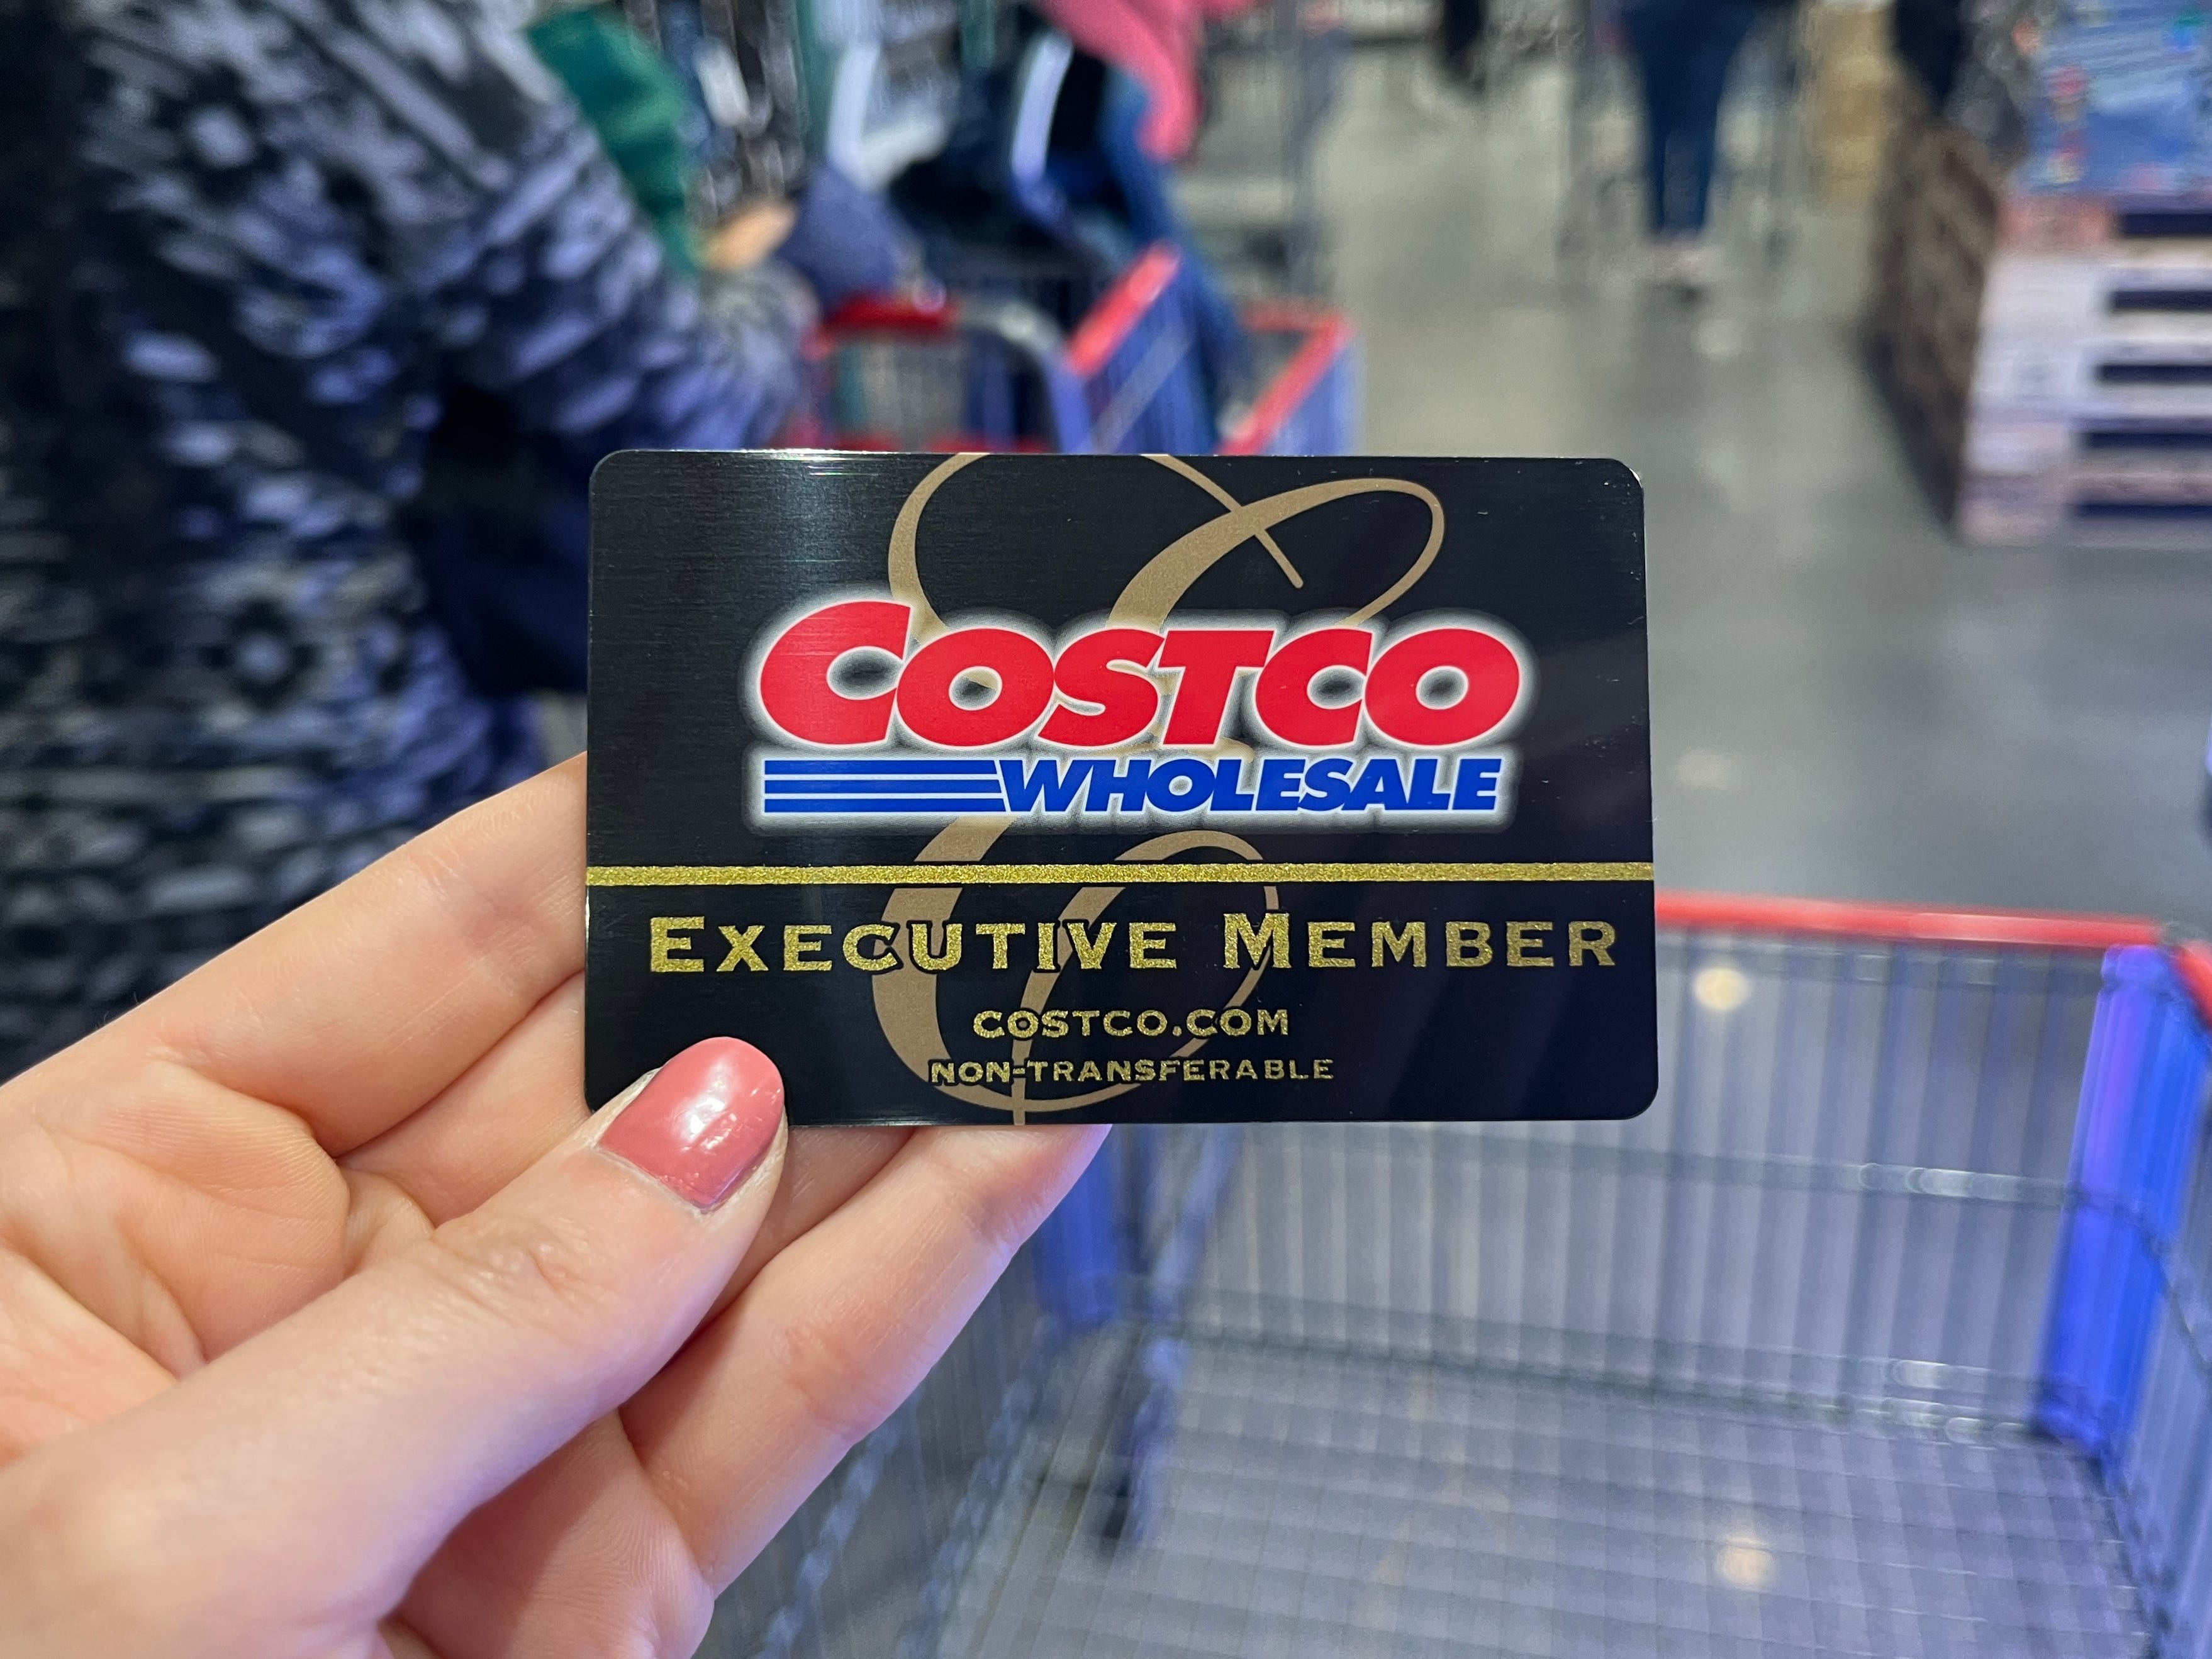 COSTCO
WHOLESALE
EXECUTIVE MEMBER
COSTCO.COM
NON-TRANSFERABLE